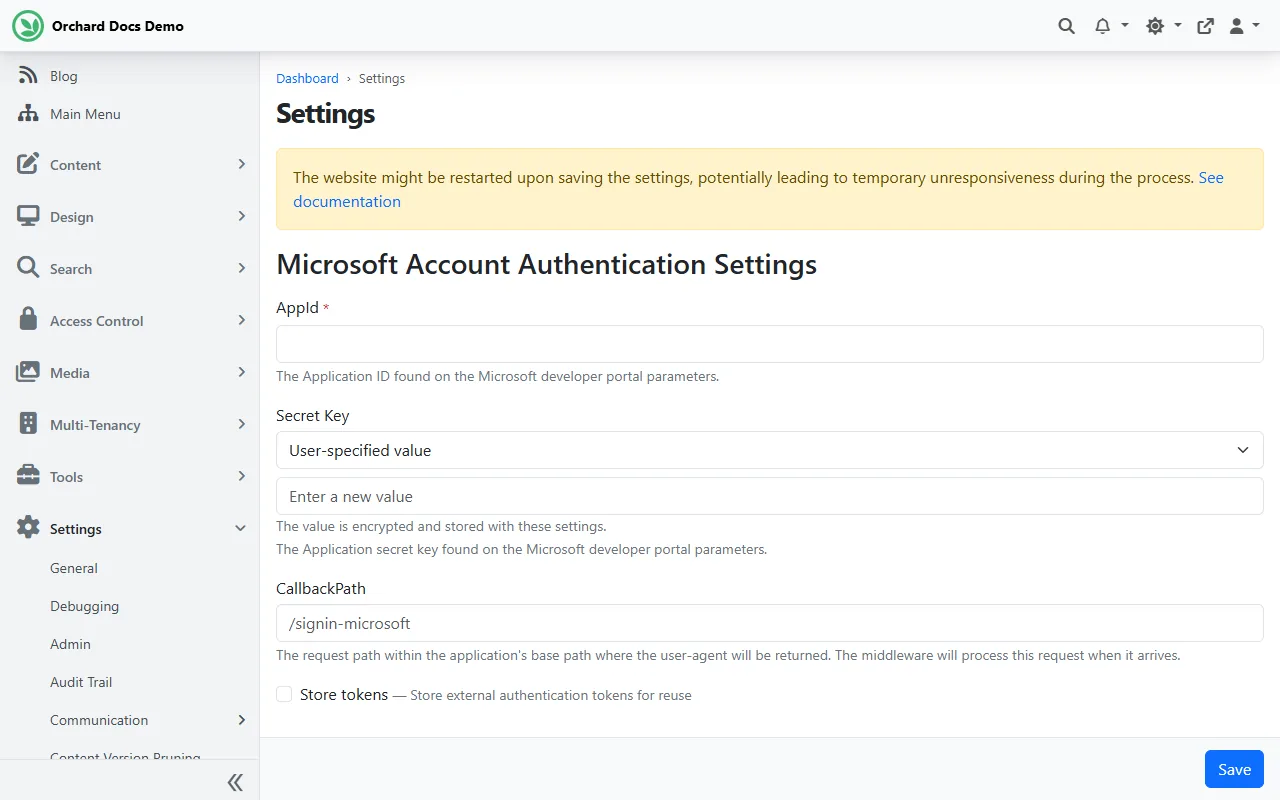 Orchard Docs Demo
Blog
Main Menu
Content
Design
Search
Access Control
Media
Multi-Tenancy
Tools
Settings
General
Debugging
Admin
Audit Trail
Communication
Content Version Pruning
Dashboard › Settings
Settings
The website might be restarted upon saving the settings, potentially leading to temporary unresponsiveness during the process. See
documentation
Microsoft Account Authentication Settings
AppId *
The Application ID found on the Microsoft developer portal parameters.
Secret Key
User-specified value
Enter a new value
The value is encrypted and stored with these settings.
The Application secret key found on the Microsoft developer portal parameters.
CallbackPath
/signin-microsoft
The request path within the application's base path where the user-agent will be returned. The middleware will process this request when it arrives.
Store tokens — Store external authentication tokens for reuse
Save